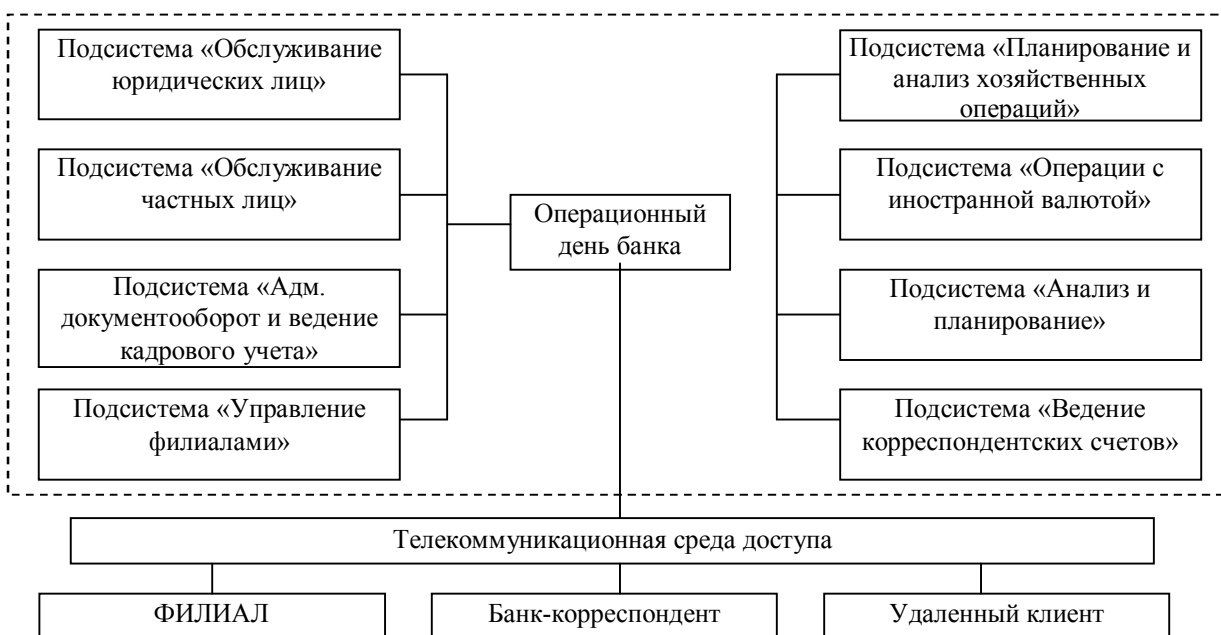 Подсистема «Обслуживание
юридических лиц»
Подсистема «Обслуживание
частных лиц»
Подсистема «Адм.
документооборот и ведение
кадрового учета»
Подсистема «Управление
филиалами»
Операционный
день банка
Подсистема «Планирование и
анализ хозяйственных
операций»
Подсистема «Операции с
иностранной валютой»
Подсистема «Анализ и
планирование»
Подсистема «Ведение
корреспондентских счетов»
Телекоммуникационная среда доступа
ФИЛИАЛ
Банк-корреспондент
Удаленный клиент